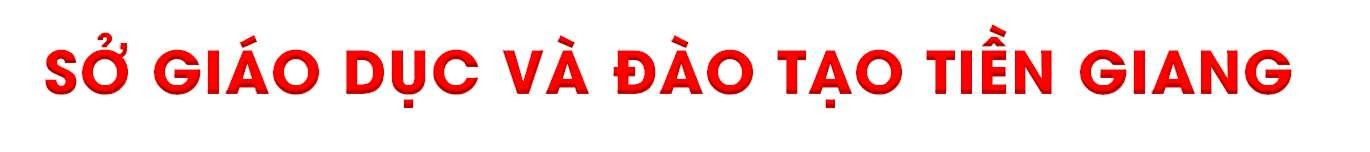 SỞ GIÁO DỤC VÀ ĐÀO TẠO TIỀN GIANG